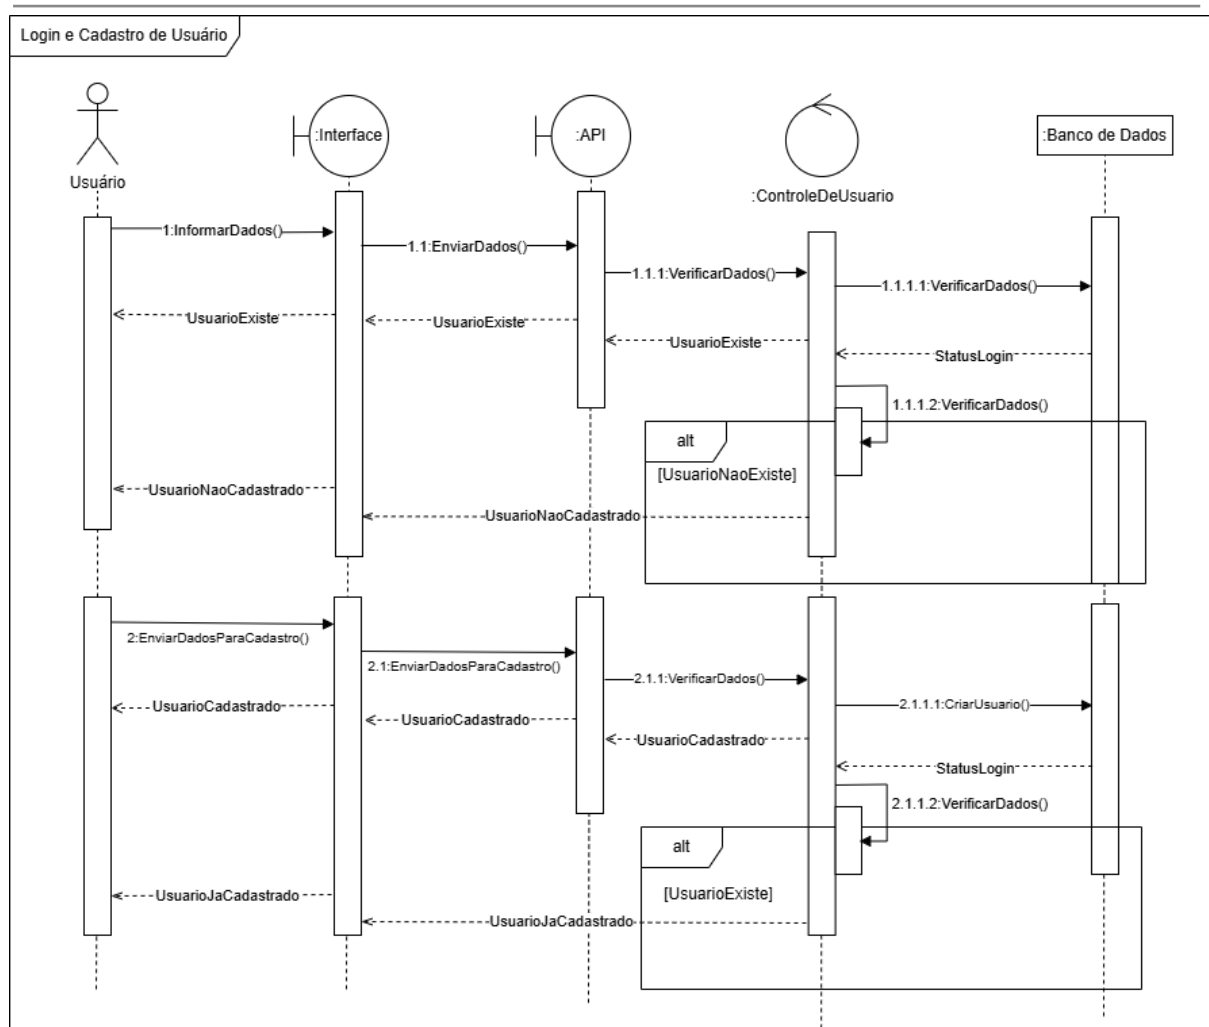 Login e Cadastro de Usuário
Usuário
:Interface
:API
:ControleDeUsuario
:Banco de Dados
1:InformarDados()
1.1:EnviarDados()
1.1.1:VerificarDados()
1.1.1.1:VerificarDados()
UsuarioExiste
UsuarioExiste
UsuarioExiste
StatusLogin
1.1.1.2:VerificarDados()
alt
[UsuarioNaoExiste]
UsuarioNaoCadastrado
UsuarioNaoCadastrado
2:EnviarDadosParaCadastro()
2.1:EnviarDadosParaCadastro()
2.1.1:VerificarDados()
2.1.1.1:CriarUsuario()
UsuarioCadastrado
UsuarioCadastrado
UsuarioCadastrado
StatusLogin
2.1.1.2:VerificarDados()
alt
[UsuarioExiste]
UsuarioJaCadastrado
UsuarioJaCadastrado